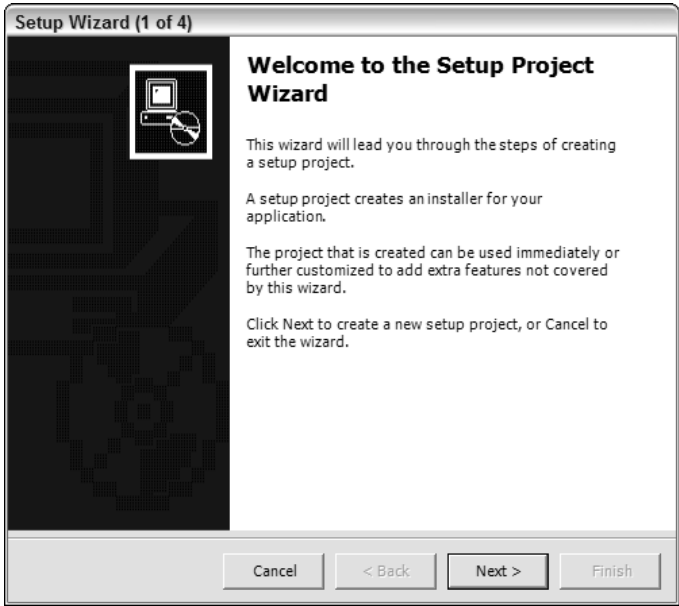 Setup Wizard (1 of 4)
Welcome to the Setup Project
Wizard
This wizard will lead you through the steps of creating
a setup project.
A setup project creates an installer for your
application.
The project that is created can be used immediately or
further customized to add extra features not covered
by this wizard.
Click Next to create a new setup project, or Cancel to
exit the wizard.
Cancel
< Back
Next >
Finish